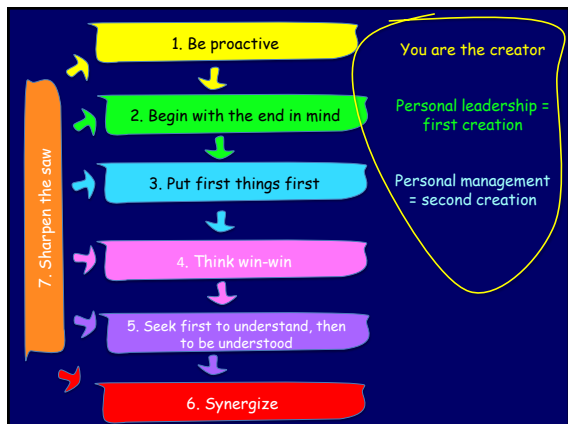 1. Be proactive
You are the creator
2. Begin with the end in mind
Personal leadership =
first creation
3. Put first things first
Personal management
= second creation
4. Think win-win
5. Seek first to understand, then
to be understood
6. Synergize
7. Sharpen the saw